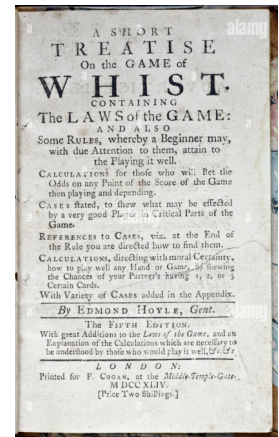 A SHORT
TREATISE
On the GAME of
WHIST.
CONTAINING
The LAWS of the GAME:
AND ALSO
Some RULES, whereby a Beginner may,
with due Attention to them, attain to
the Playing it well.
CALCULATIONS for those who will Bet the
Odds on any Point of the Score of the Game
then playing and depending.
CASES stated, to shew what may be effected
by a very good Player in Critical Parts of the
Game.
REFERENCES to CASES, viz. at the End of
the Rule you are directed how to find them.
CALCULATIONS, directing with moral Certainty,
how to play well any Hand or Game, by shewing
the Chances of your Partner's having 1, 2, or 3
Certain Cards.
With Variety of CASES added in the Appendix.
By EDMOND HOYLE, Gent.
The FIFTH EDITION.
With great Additions to the Laws of the Game, and an
Explanation of the Calculations which are necessary to
be understood by those who would play it well, &c. &c
LONDON:
Printed for F. COGAN, at the Middle-Temple-Gate.
MDCCXLIV.
[Price Two Shillings.]
alamy